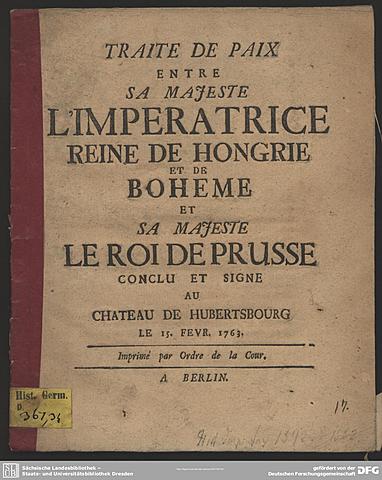 TRAITE DE PAIX
ENTRE
SA MAJESTE
L'IMPERATRICE
REINE DE HONGRIE
ET DE
BOHEME
ET
SA MAJESTE
LE ROI DE PRUSSE
CONCLU ET SIGNE
AU
CHATEAU DE HUBERTSBOURG
LE 15. FEVR. 1763.
Imprimé par Ordre de la Cour.
A BERLIN.
Hist. Germ.
D
367,34
17.
SLUB
Sächsische Landesbibliothek –
Staats- und Universitätsbibliothek Dresden
gefördert von der
Deutschen Forschungsgemeinschaft
DFG